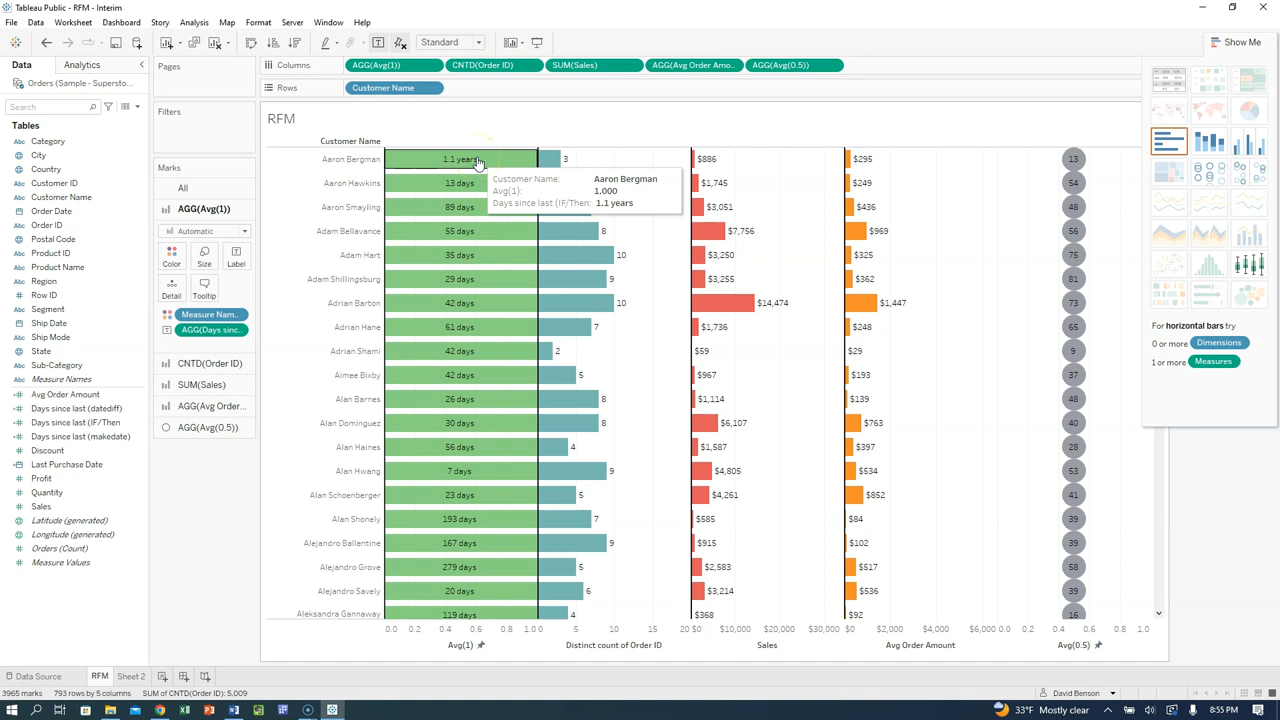 Tableau Public - RFM - Interim
File Data Worksheet Dashboard Story Analysis Map Format Server Window Help
Standard
Show Me
Data Analytics
Orders (Sample - Supersto...
Search
Tables
Abc Category
City
Country
Abc Customer ID
Abc Customer Name
Order Date
Abc Order ID
Postal Code
Abc Product ID
Abc Product Name
Region
Row ID
Abc Segment
Ship Date
Abc Ship Mode
State
Abc Sub-Category
Abc Measure Names
Avg Order Amount
Days since last (datediff)
Days since last (IF/Then
Days since last (makedate)
Discount
Last Purchase Date
Profit
Quantity
Sales
Latitude (generated)
Longitude (generated)
Orders (Count)
Measure Values
Pages
Filters
Marks
All
AGG(Avg(1))
Automatic
Color Size Label
Detail Tooltip
Measure Nam..
AGG(Days sinc..
CNTD(Order ID)
SUM(Sales)
AGG(Avg Order...
AGG(Avg(0.5))
Columns AGG(Avg(1)) CNTD(Order ID) SUM(Sales) AGG(Avg Order Amo.. AGG(Avg(0.5))
Rows Customer Name
RFM
Customer Name
Aaron Bergman 1.1 years 3 $886 $295 13
Aaron Hawkins 13 days $1,745 $249 54
Aaron Smayling 89 days $3,051 $436 48
Adam Bellavance 55 days 8 $7,756 $969 56
Adam Hart 35 days 10 $3,250 $325 75
Adam Shillingsburg 29 days 9 $3,255 $362 81
Adrian Barton 42 days 10 $14,474 $1,447 73
Adrian Hane 61 days 7 $1,736 $248 65
Adrian Shami 42 days 2 $59 $29 9
Aimee Bixby 42 days 5 $967 $193 37
Alan Barnes 26 days 8 $1,114 $139 48
Alan Dominguez 30 days 8 $6,107 $763 40
Alan Haines 56 days 4 $1,587 $397 28
Alan Hwang 7 days 9 $4,805 $534 53
Alan Schoenberger 23 days 5 $4,261 $852 41
Alan Shonely 193 days 7 $585 $84 39
Alejandro Ballentine 167 days 9 $915 $102 39
Alejandro Grove 279 days 5 $2,583 $517 58
Alejandro Savely 20 days 6 $3,214 $536 39
Aleksandra Gannaway 119 days 4 $368 $92 16
0.0 0.2 0.4 0.6 0.8 1.0 0 5 10 15 20 $0 $10,000 $20,000 $30,000 $0 $2,000 $4,000 $6,000 0.0 0.2 0.4 0.6 0.8 1.0
Avg(1) Distinct count of Order ID Sales Avg Order Amount Avg(0.5)
Customer Name: Aaron Bergman
Avg(1): 1.000
Days since last (IF/Then: 1.1 years
For horizontal bars try
0 or more Dimensions
1 or more Measures
Data Source RFM Sheet 2
3965 marks 793 rows by 5 columns SUM of CNTD(Order ID): 5,009
David Benson
33°F Mostly clear 8:55 PM